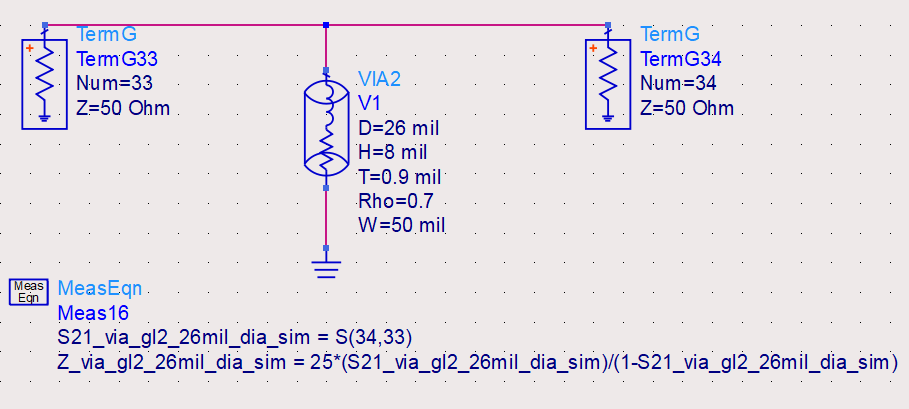 TermG
TermG33
Num=33
Z=50 Ohm
VIA2
V1
D=26 mil
H=8 mil
T=0.9 mil
Rho=0.7
W=50 mil
TermG
TermG34
Num=34
Z=50 Ohm
Meas
Eqn
MeasEqn
Meas16
S21_via_gl2_26mil_dia_sim = S(34,33)
Z_via_gl2_26mil_dia_sim = 25*(S21_via_gl2_26mil_dia_sim)/(1-S21_via_gl2_26mil_dia_sim)